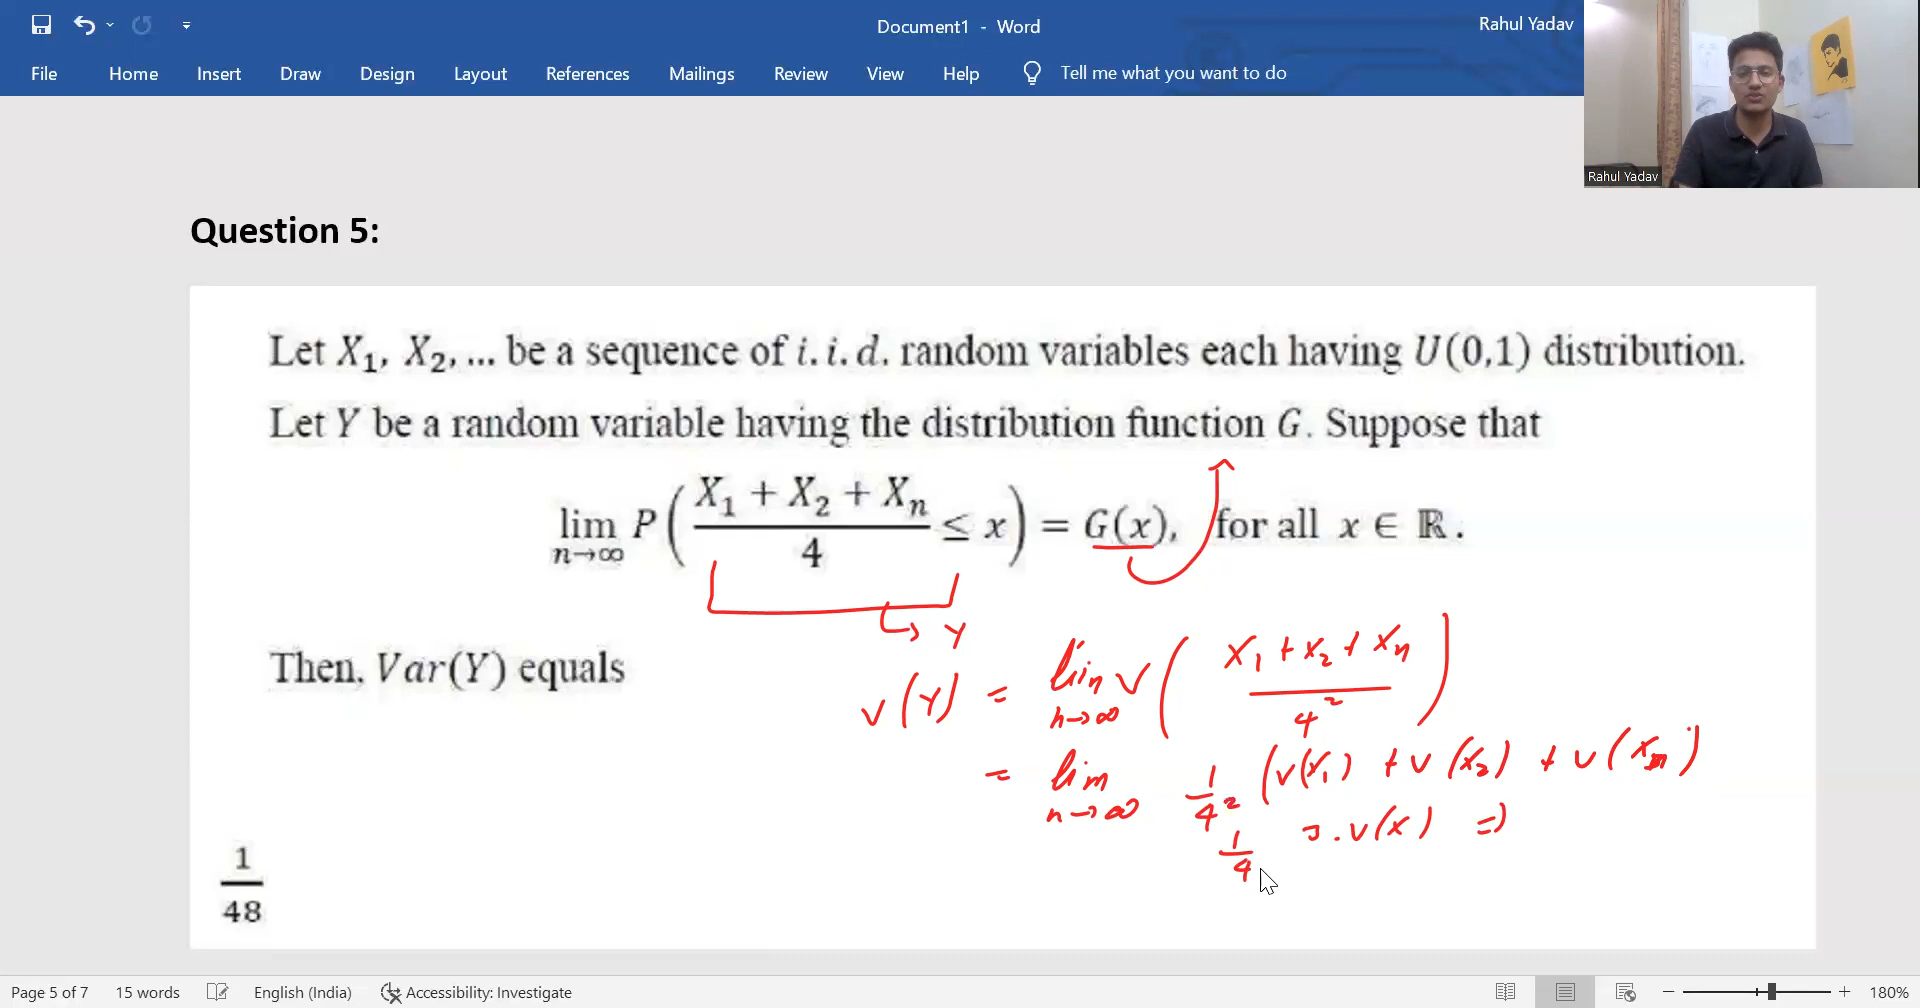 Document1 - Word
Rahul Yadav
File Home Insert Draw Design Layout References Mailings Review View Help Tell me what you want to do
Rahul Yadav
Question 5:
Let X₁, X₂, ... be a sequence of i. i. d. random variables each having U(0,1) distribution.
Let Y be a random variable having the distribution function G. Suppose that
lim n→∞ P( (X₁ + X₂ + Xₙ)/4 ≤ x ) = G(x), for all x ∈ ℝ.
↳ Y
Then, Var(Y) equals
V(Y) = lim n→∞ V( (X₁ + X₂ + Xₙ)/4² )
= lim n→∞ 1/4² (V(X₁) + V(X₂) + V(Xₙ))
1/4 3.V(X) ⇒
1/48
Page 5 of 7 15 words English (India) Accessibility: Investigate 180%